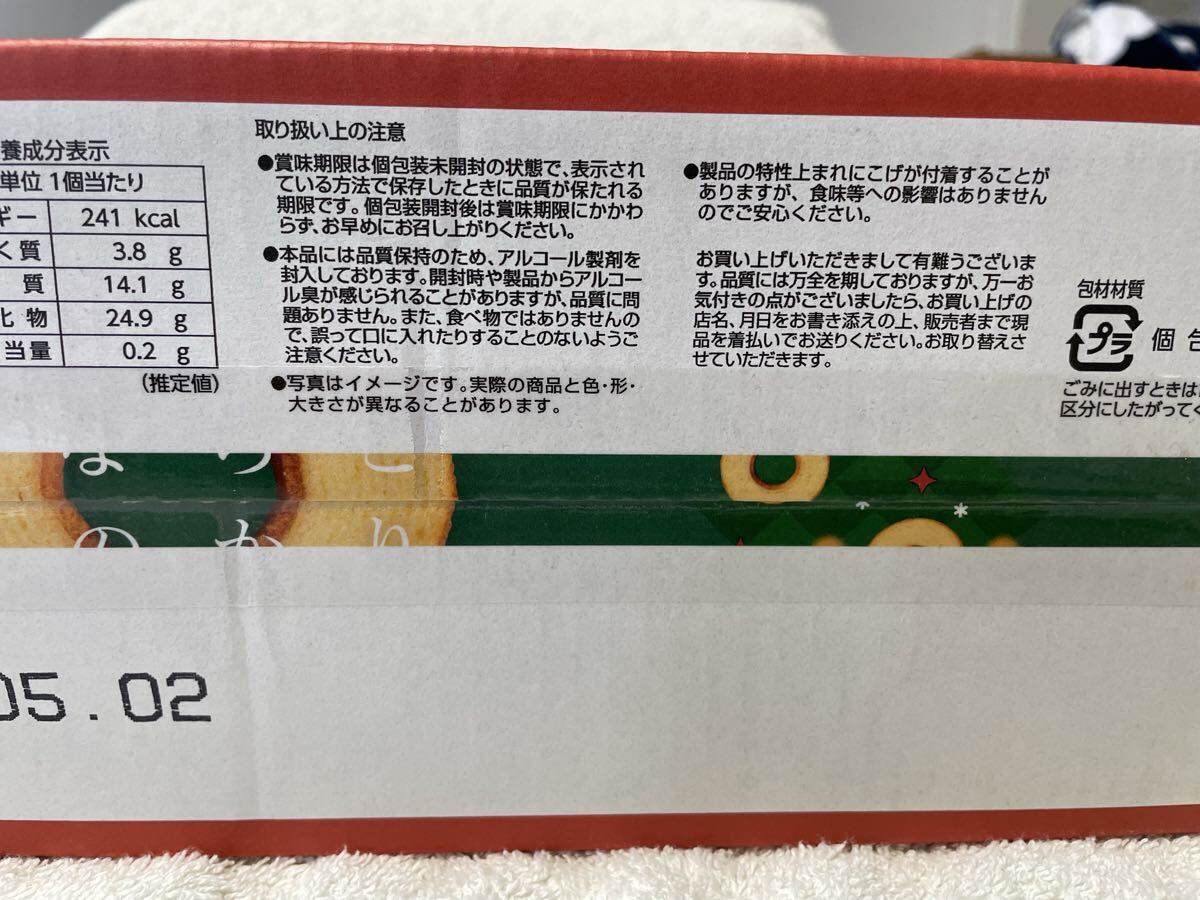 養成分表示
単位 1個当たり
ギー 241 kcal
く質 3.8 g
質 14.1 g
化物 24.9 g
当量 0.2 g
(推定値)
取り扱い上の注意
●賞味期限は個包装未開封の状態で、表示され
ている方法で保存したときに品質が保たれる
期限です。個包装開封後は賞味期限にかかわ
らず、お早めにお召し上がりください。
●本品には品質保持のため、アルコール製剤を
封入しております。開封時や製品からアルコー
ル臭が感じられることがありますが、品質に問
題ありません。また、食べ物ではありませんの
で、誤って口に入れたりすることのないようご
注意ください。
●写真はイメージです。実際の商品と色・形・
大きさが異なることがあります。
●製品の特性上まれにこげが付着することが
ありますが、食味等への影響はありません
のでご安心ください。
お買い上げいただきまして有難うございま
す。品質には万全を期しておりますが、万一お
気付きの点がございましたら、お買い上げの
店名、月日をお書き添えの上、販売者まで現
品を着払いでお送りください。お取り替えさ
せていただきます。
包材材質
プラ 個包
ごみに出すときは
区分にしたがってく
05.02